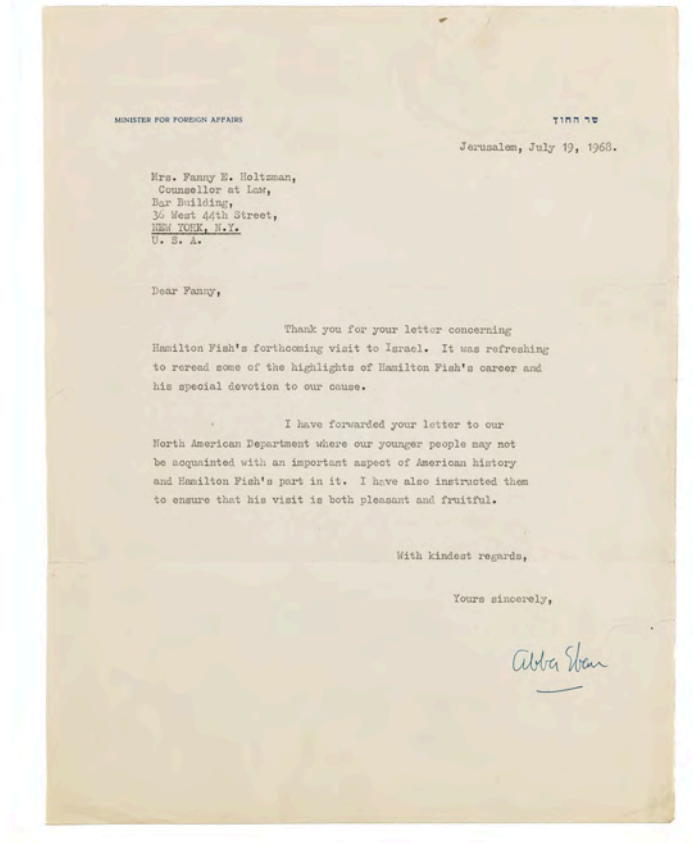 MINISTER FOR FOREIGN AFFAIRS
שר החוץ
Jerusalem, July 19, 1968.
Mrs. Fanny E. Holtzman,
Counsellor at Law,
Bar Building,
36 West 44th Street,
NEW YORK, N.Y.
U. S. A.
Dear Fanny,
Thank you for your letter concerning
Hamilton Fish's forthcoming visit to Israel. It was refreshing
to reread some of the highlights of Hamilton Fish's career and
his special devotion to our cause.
I have forwarded your letter to our
North American Department where our younger people may not
be acquainted with an important aspect of American history
and Hamilton Fish's part in it. I have also instructed them
to ensure that his visit is both pleasant and fruitful.
With kindest regards,
Yours sincerely,
Abba Eban